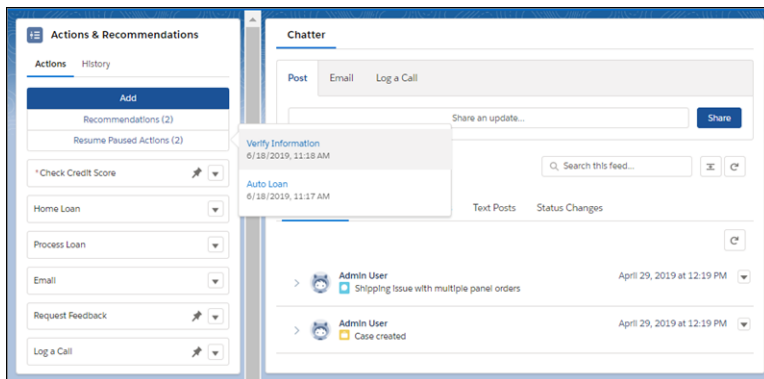 Actions & Recommendations
Actions History
Add
Recommendations (2)
Resume Paused Actions (2)
*Check Credit Score
Home Loan
Process Loan
Email
Request Feedback
Log a Call
Verify Information
6/18/2019, 11:18 AM
Auto Loan
6/18/2019, 11:17 AM
Chatter
Post Email Log a Call
Share an update... Share
Search this feed...
Text Posts Status Changes
Admin User April 29, 2019 at 12:19 PM
Shipping issue with multiple panel orders
Admin User April 29, 2019 at 12:19 PM
Case created